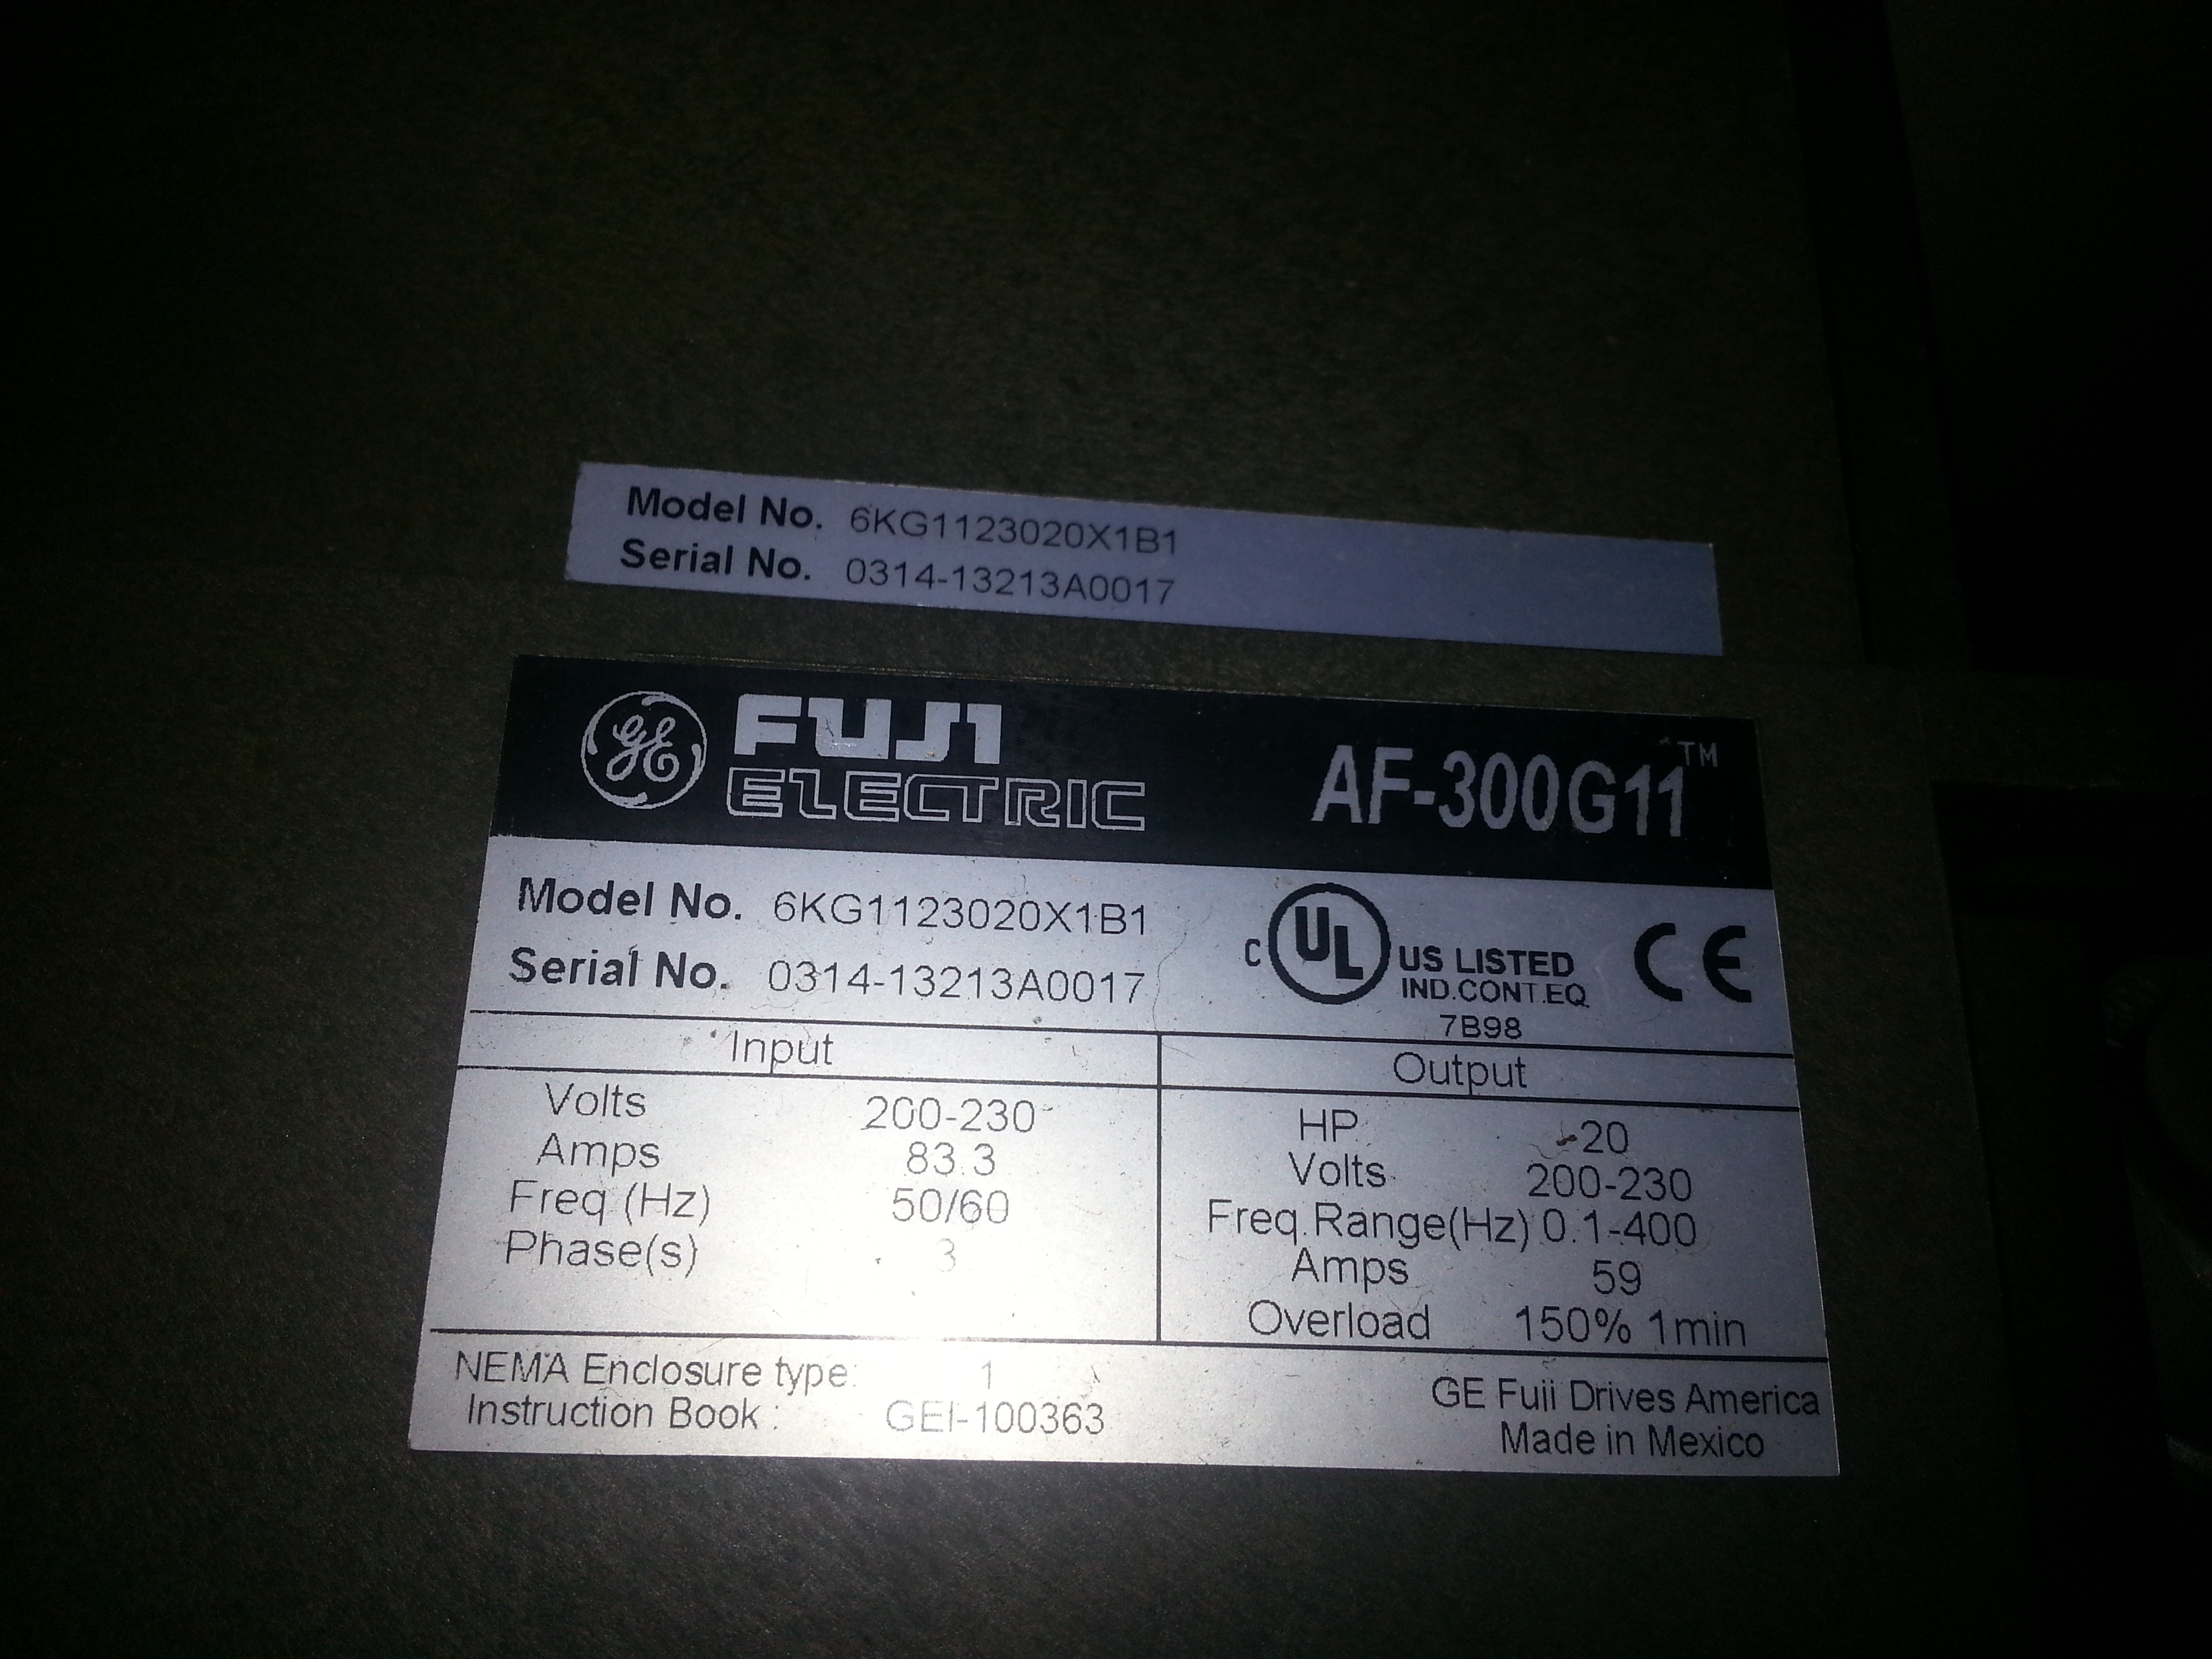 Model No. 6KG1123020X1B1
Serial No. 0314-13213A0017
GE FUJI
ELECTRIC
AF-300G11™
Model No. 6KG1123020X1B1
Serial No. 0314-13213A0017
C UL US LISTED
IND.CONT.EQ.
7B98
CE
Input
Volts 200-230
Amps 83.3
Freq (Hz) 50/60
Phase(s) 3
Output
HP 20
Volts 200-230
Freq.Range(Hz) 0.1-400
Amps 59
Overload 150% 1min
NEMA Enclosure type: 1
Instruction Book : GEI-100363
GE Fuji Drives America
Made in Mexico